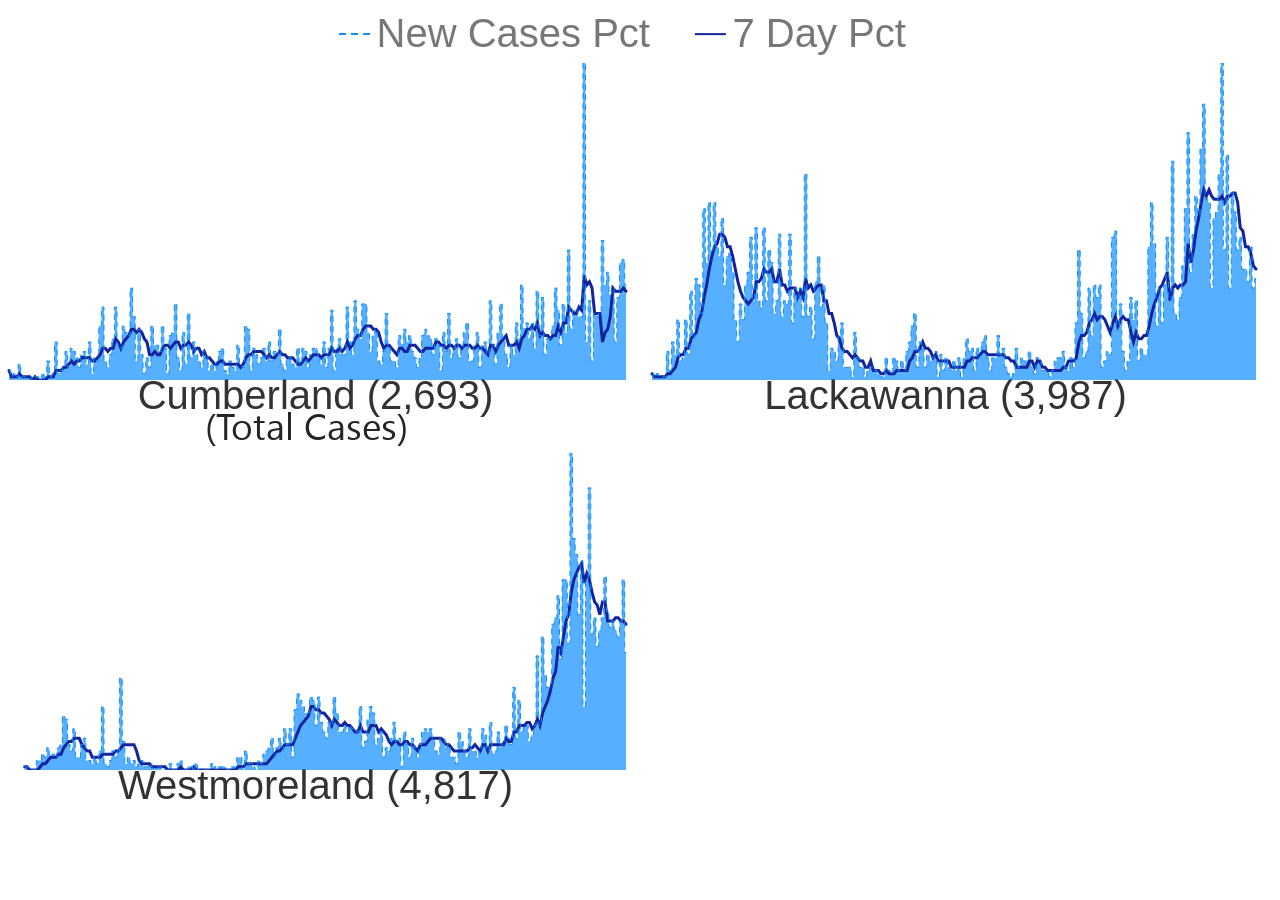 New Cases Pct 7 Day Pct
Cumberland (2,693) Lackawanna (3,987)
(Total Cases)
Westmoreland (4,817)